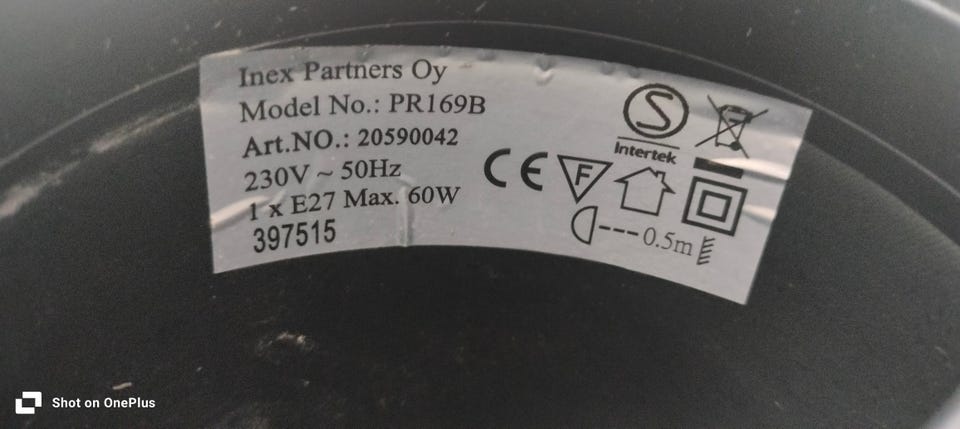 Inex Partners Oy
Model No.: PR169B
Art.NO.: 20590042
230V ~ 50Hz
1 x E27 Max. 60W
397515
S
Intertek
CE
F
0.5m
Shot on OnePlus